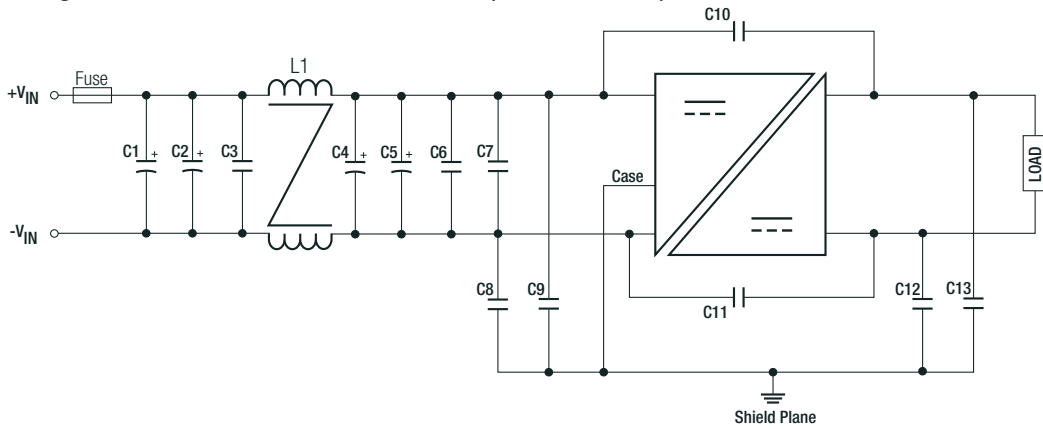 C10
L1
Fuse
+VIN
C1 +
C2 +
C3
C4 +
C5 +
C6
C7
Case
LOAD
-VIN
C8
C9
C11
C12
C13
Shield Plane